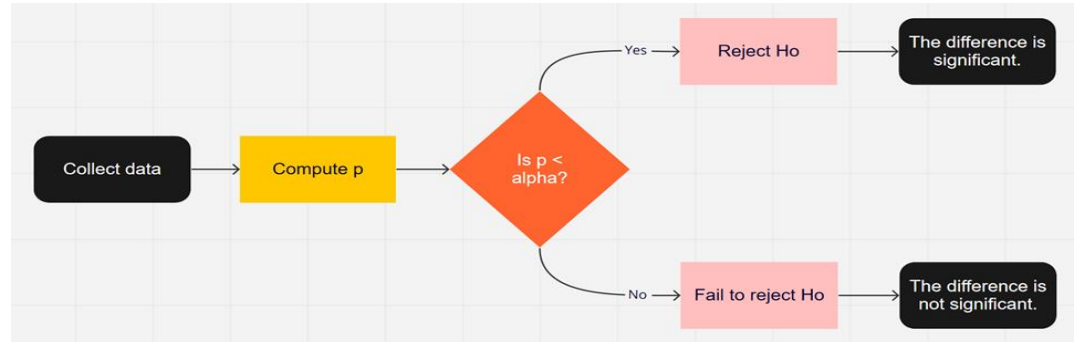 Collect data
Compute p
Is p <
alpha?
Yes
Reject Ho
The difference is
significant.
No
Fail to reject Ho
The difference is
not significant.